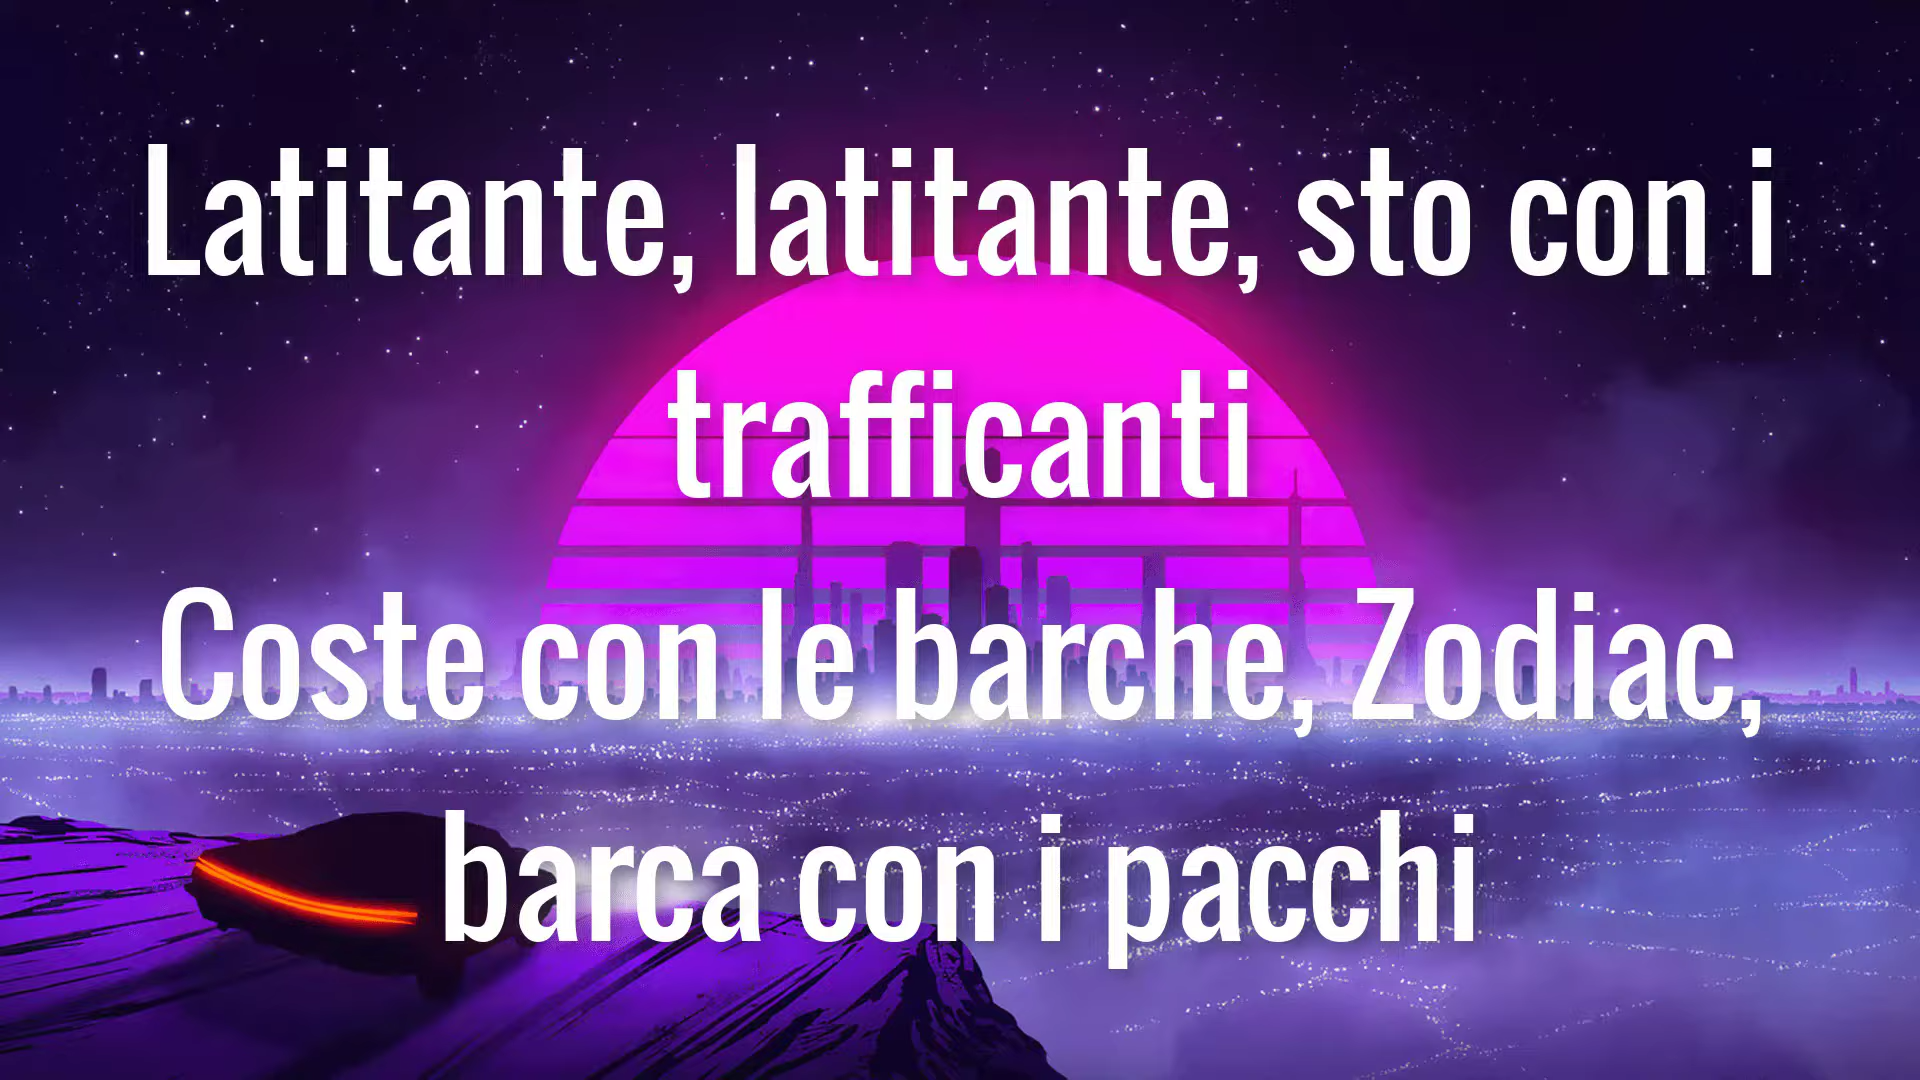 Latitante, latitante, sto con i
trafficanti
Coste con le barche, Zodiac,
barca con i pacchi